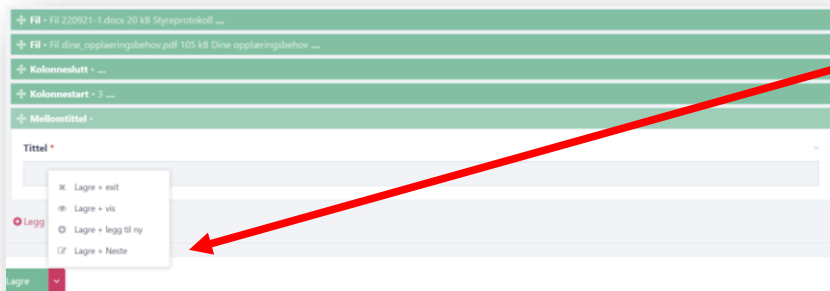 Fil • Fil 220921-1.docx 20 kB Styreprotokoll ...
Fil • Fil dine_opplaeringsbehov.pdf 105 kB Dine opplæringsbehov ...
Kolonneslutt • ...
Kolonnestart • 3 ...
Mellomtittel •
Tittel *
Lagre + exit
Lagre + vis
Legg
Lagre + legg til ny
Lagre + Neste
Lagre